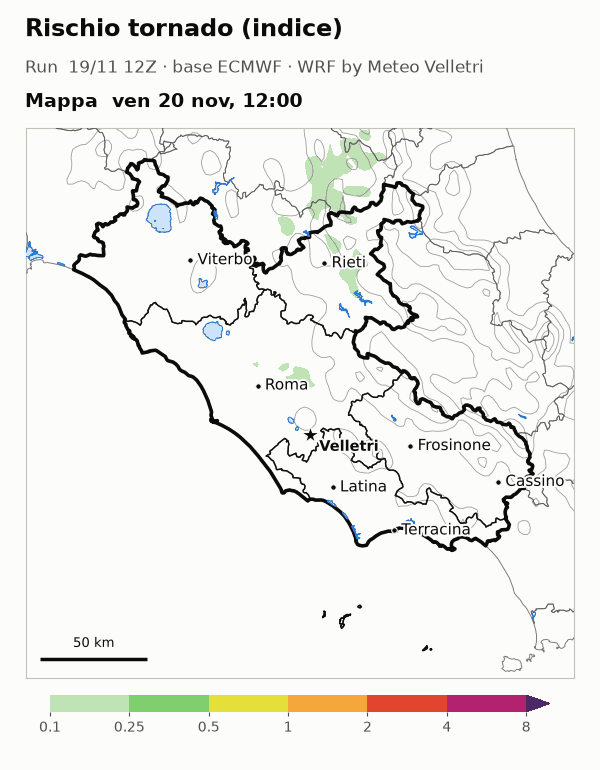 Rischio tornado (indice)
Run  19/11 12Z · base ECMWF · WRF by Meteo Velletri
Mappa  ven 20 nov, 12:00
Viterbo
Rieti
Roma
Velletri
Frosinone
Latina
Cassino
Terracina
50 km
0.1 0.25 0.5 1 2 4 8